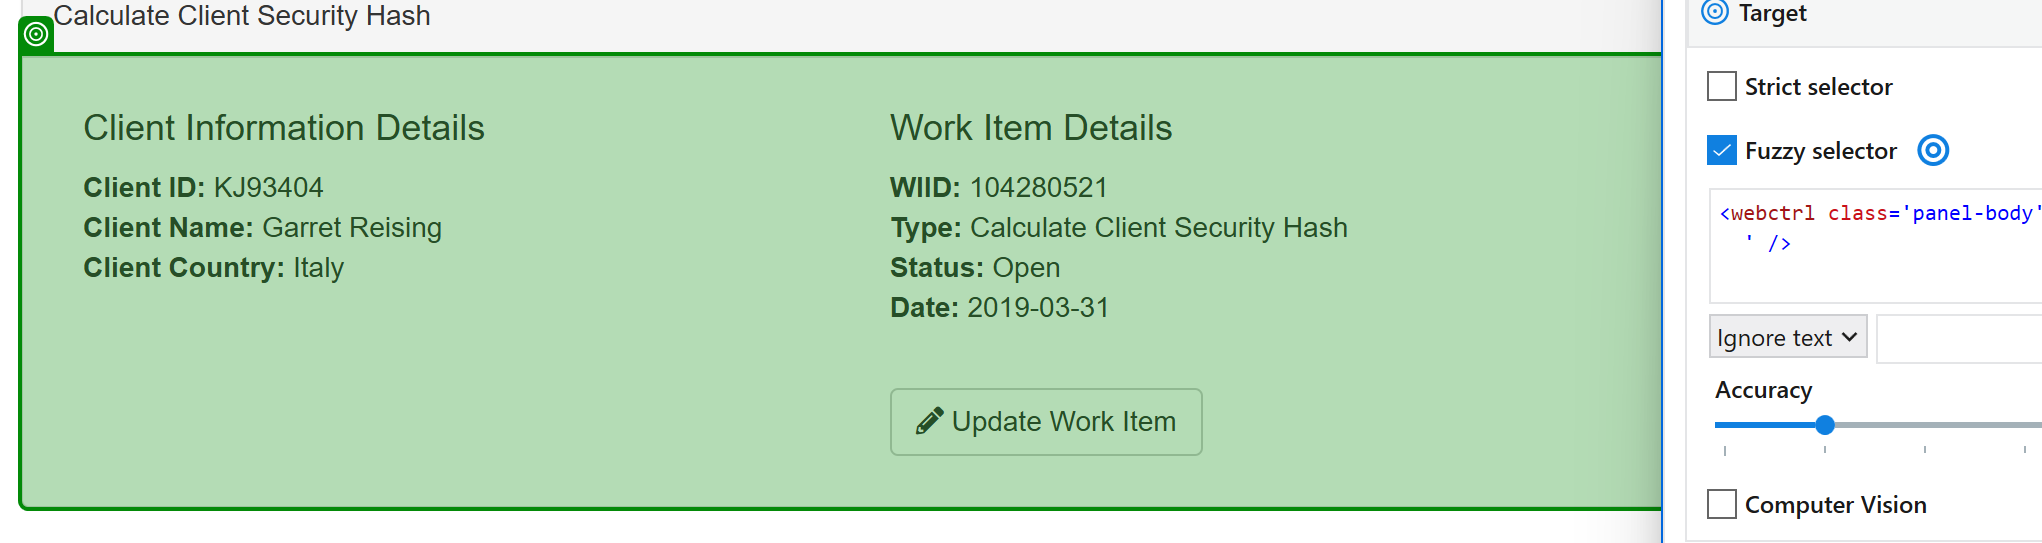 Calculate Client Security Hash
Client Information Details
Client ID: KJ93404
Client Name: Garret Reising
Client Country: Italy
Work Item Details
WIID: 104280521
Type: Calculate Client Security Hash
Status: Open
Date: 2019-03-31
Update Work Item
Target
Strict selector
Fuzzy selector
<webctrl class='panel-body'
' />
Ignore text
Accuracy
Computer Vision